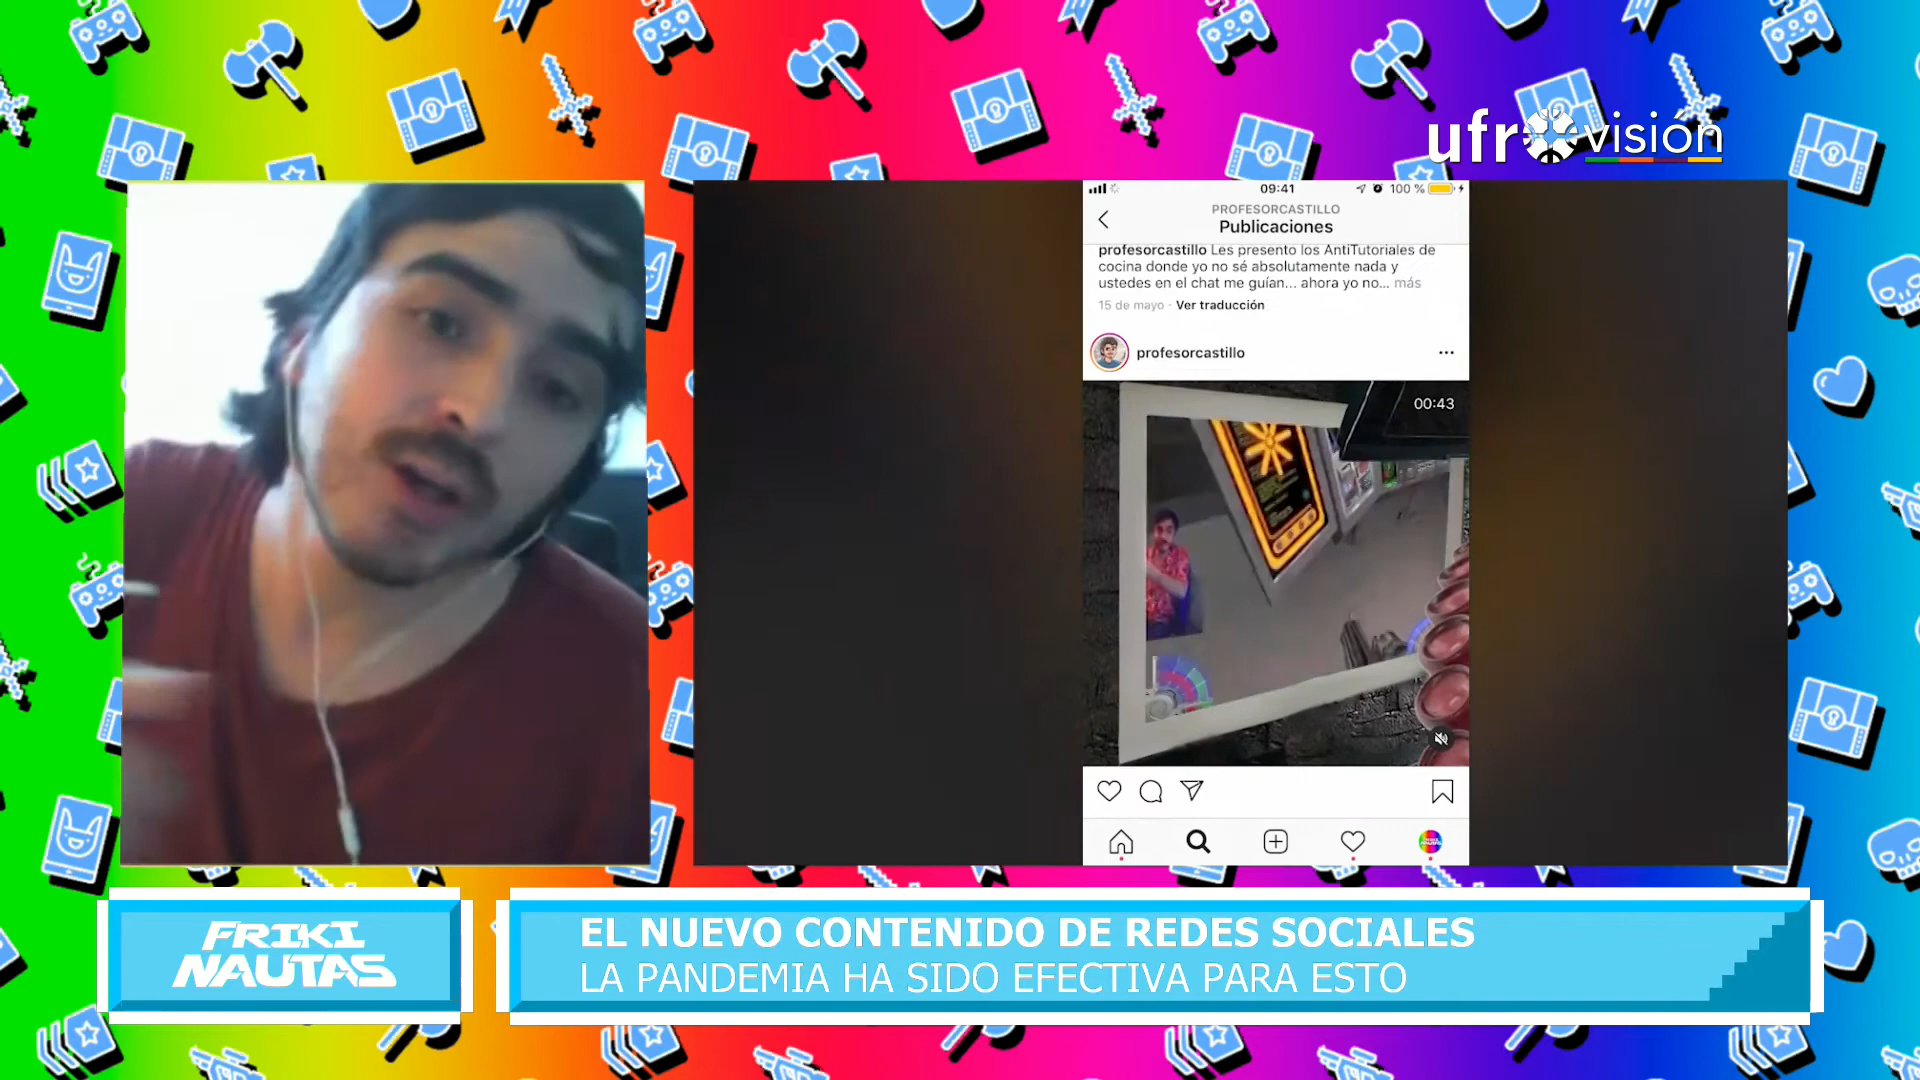 ufrovisión
09:41
100 %
PROFESORCASTILLO
Publicaciones
profesorcastillo Les presento los AntiTutoriales de
cocina donde yo no sé absolutamente nada y
ustedes en el chat me guían... ahora yo no... más
15 de mayo · Ver traducción
profesorcastillo
00:43
FRIKI
NAUTAS
EL NUEVO CONTENIDO DE REDES SOCIALES
LA PANDEMIA HA SIDO EFECTIVA PARA ESTO